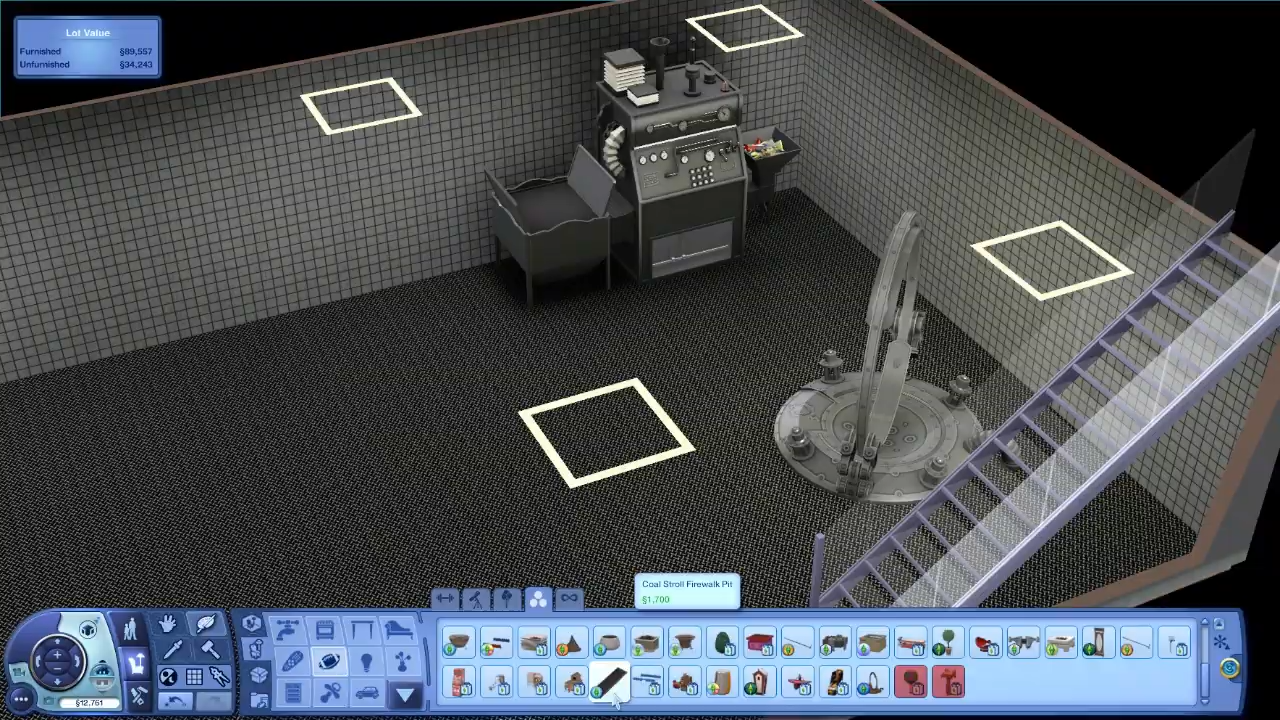 Lot Value
Furnished §89,557
Unfurnished §34,243
Coal Stroll Firewalk Pit
§1,700
§12,761